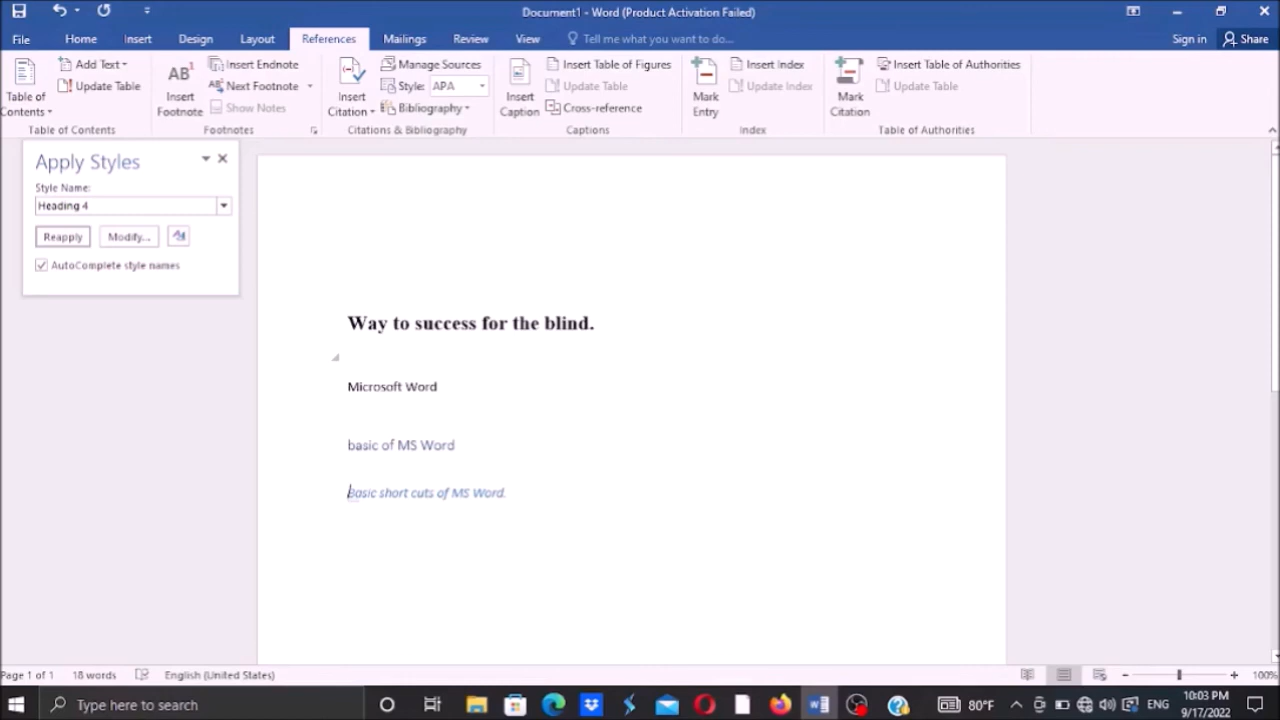 Document1 - Word (Product Activation Failed)
File Home Insert Design Layout References Mailings Review View Tell me what you want to do... Sign in Share
Table of Contents
Add Text
Update Table
Table of Contents
AB1
Insert Footnote
Insert Endnote
Next Footnote
Show Notes
Footnotes
Insert Citation
Manage Sources
Style: APA
Bibliography
Citations & Bibliography
Insert Caption
Insert Table of Figures
Update Table
Cross-reference
Captions
Mark Entry
Insert Index
Update Index
Index
Mark Citation
Insert Table of Authorities
Update Table
Table of Authorities
Apply Styles
Style Name:
Heading 4
Reapply Modify...
AutoComplete style names
Way to success for the blind.
Microsoft Word
basic of MS Word
Basic short cuts of MS Word.
Page 1 of 1 18 words English (United States) 100%
Type here to search
80°F
ENG
10:03 PM
9/17/2022